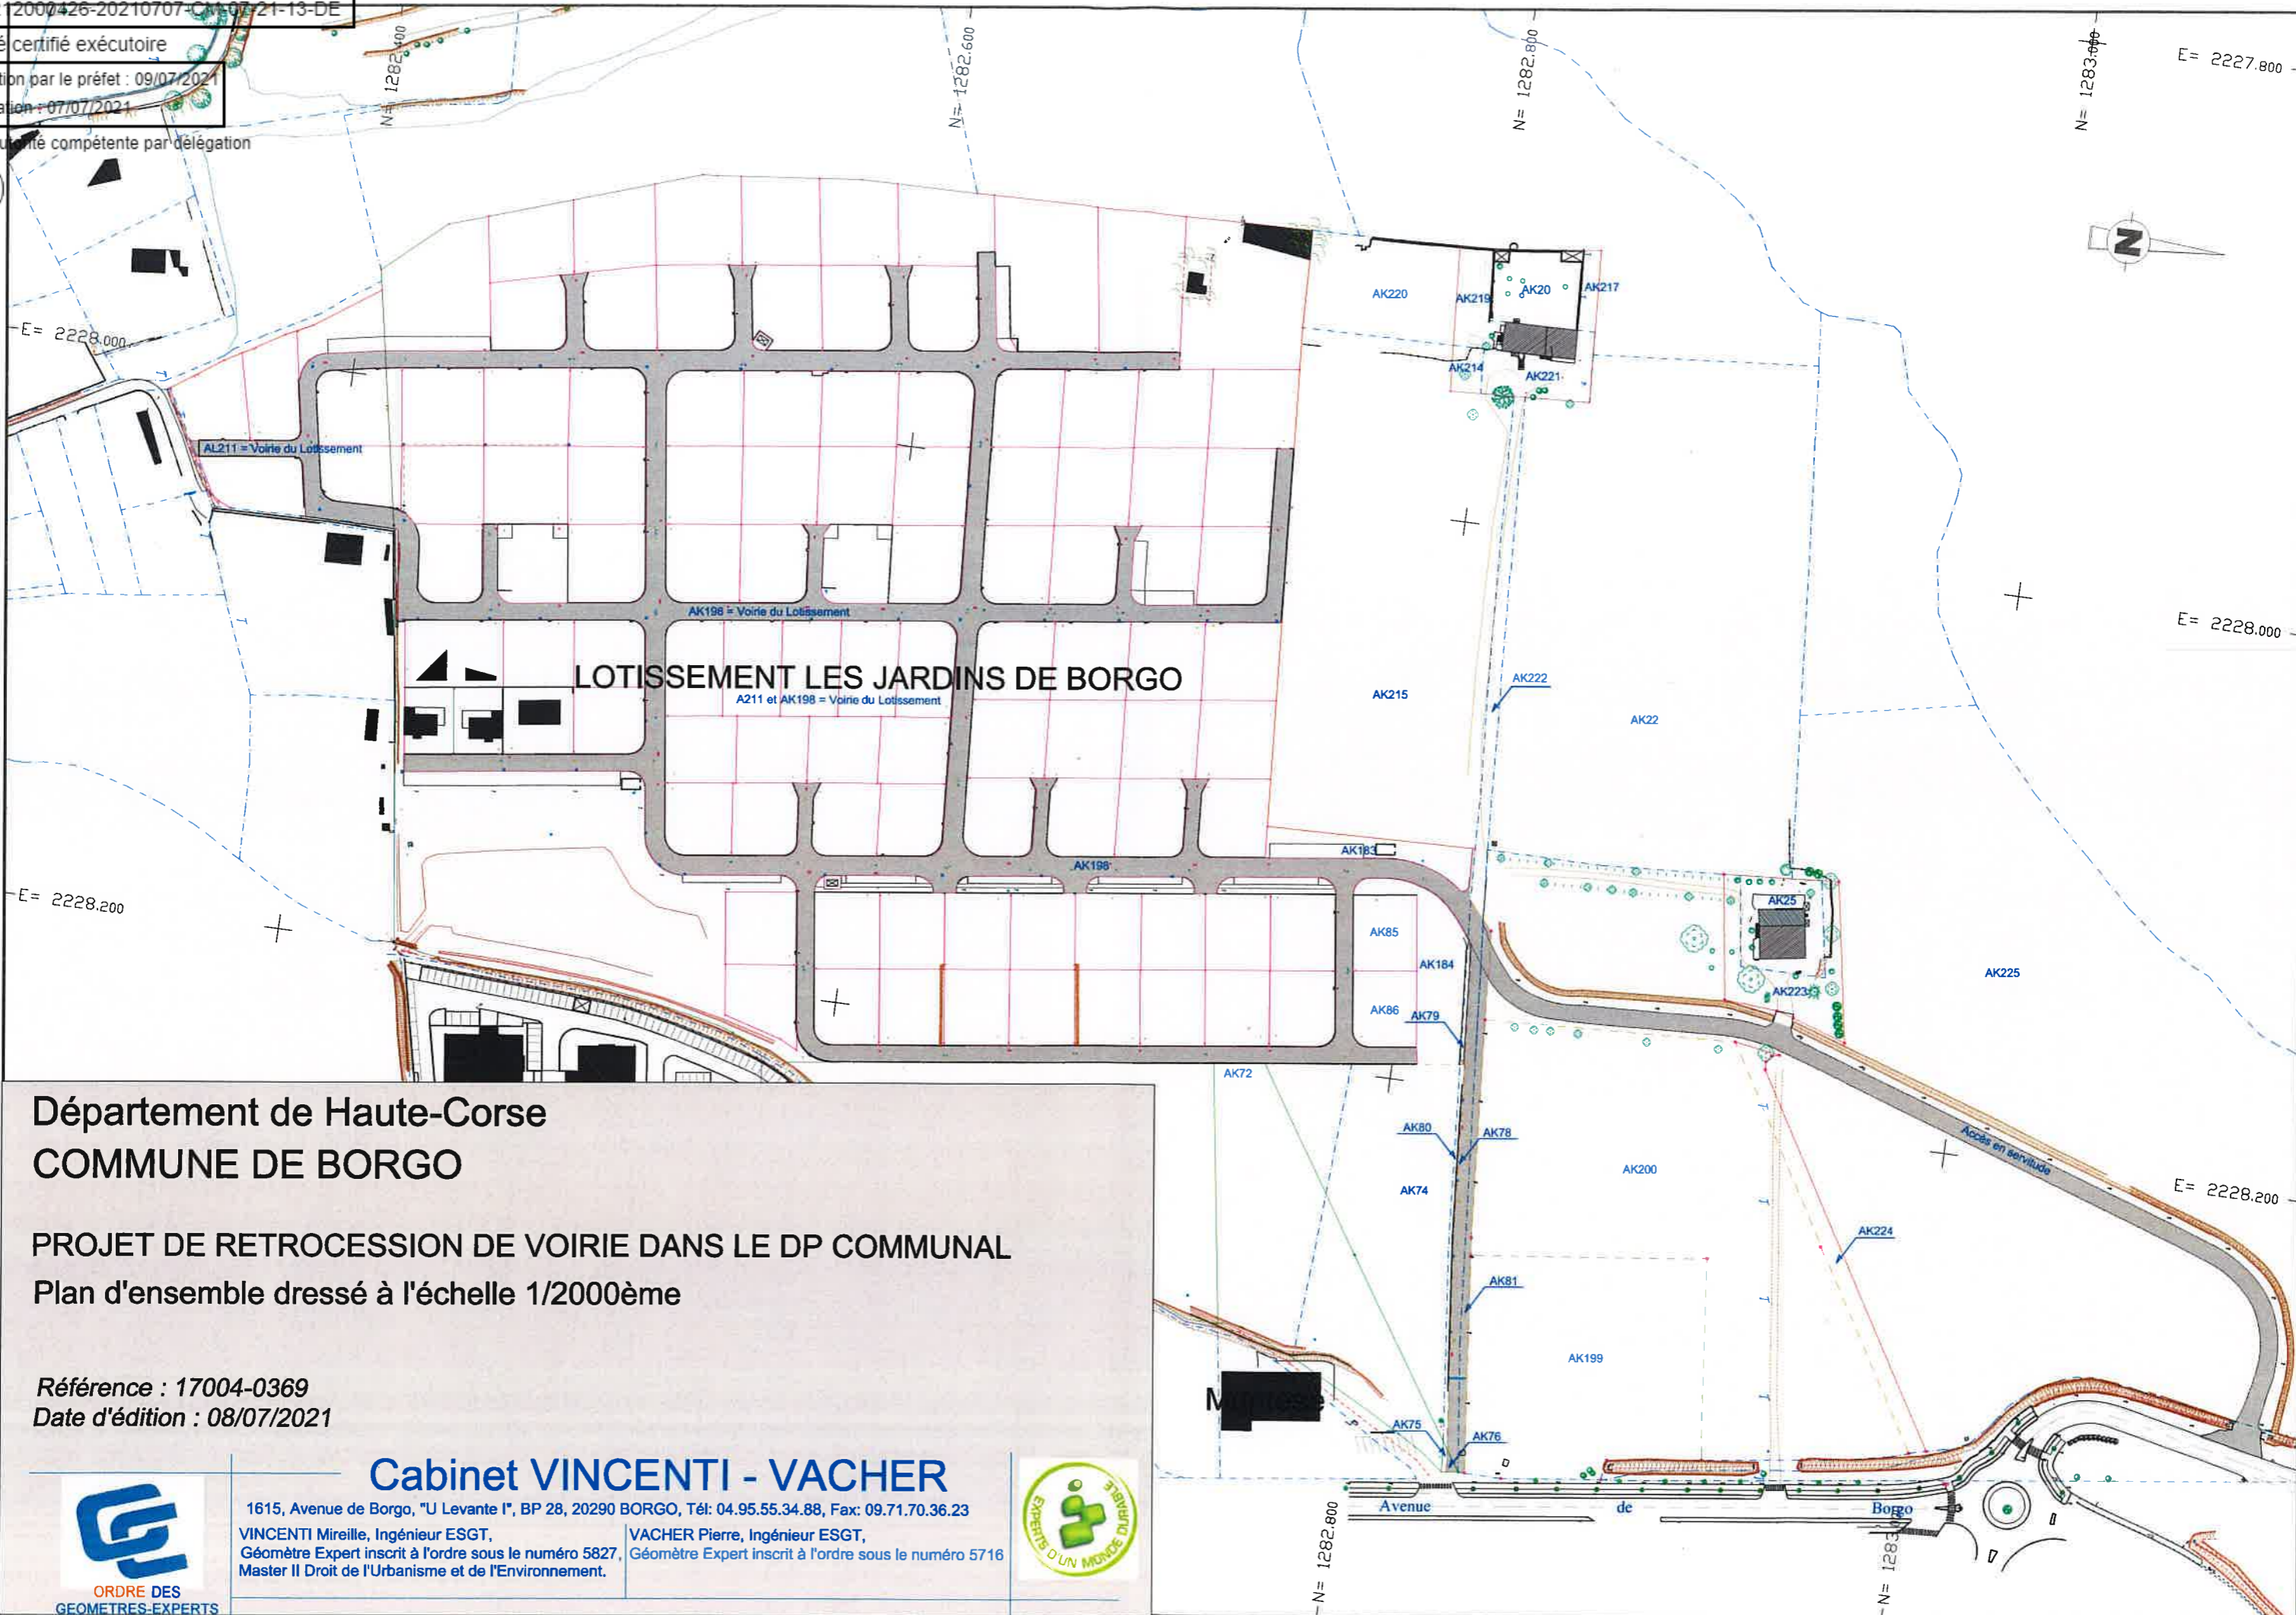 12000426-20210707-CM-07-21-13-DE
certifié exécutoire
par le préfet : 09/07/2021
: 07/07/2021
compétente par délégation
N= 1282.400
N= 1282.600
N= 1282.800
N= 1283.000
E= 2227.800
N
E= 2228.000
AK220
AK219
AK20
AK217
AK214
AK221
AL211 = Voirie du Lotissement
AK198 = Voirie du Lotissement
E= 2228.000
LOTISSEMENT LES JARDINS DE BORGO
A211 et AK198 = Voirie du Lotissement
AK215
AK222
AK22
AK183
AK198
E= 2228.200
AK25
AK85
AK184
AK225
AK223
AK86
AK79
AK72
AK80
AK78
AK74
AK200
Accès en servitude
E= 2228.200
AK224
AK81
AK199
AK75
AK76
Avenue de Borgo
N= 1282.800
Département de Haute-Corse
COMMUNE DE BORGO
PROJET DE RETROCESSION DE VOIRIE DANS LE DP COMMUNAL
Plan d'ensemble dressé à l'échelle 1/2000ème
Référence : 17004-0369
Date d'édition : 08/07/2021
Cabinet VINCENTI - VACHER
1615, Avenue de Borgo, "U Levante I", BP 28, 20290 BORGO, Tél: 04.95.55.34.88, Fax: 09.71.70.36.23
VINCENTI Mireille, Ingénieur ESGT,
Géomètre Expert inscrit à l'ordre sous le numéro 5827,
Master II Droit de l'Urbanisme et de l'Environnement.
VACHER Pierre, Ingénieur ESGT,
Géomètre Expert inscrit à l'ordre sous le numéro 5716
ORDRE DES
GEOMETRES-EXPERTS
EXPERTS D'UN MONDE DURABLE